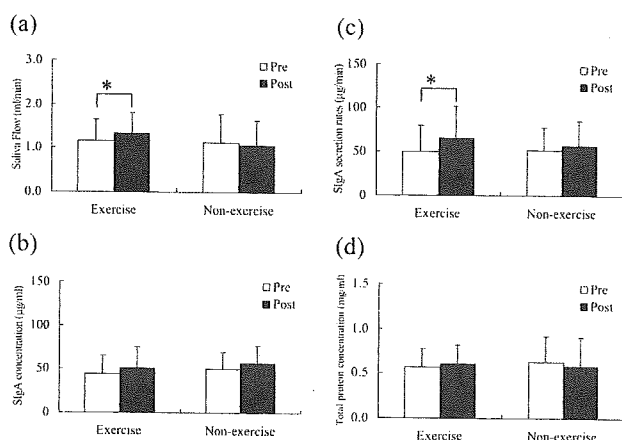 (a)
Saliva Flow (ml/min)
3.0
2.0
1.0
0.0
*
Pre
Post
Exercise
Non-exercise
(c)
SIgA secretion rates (μg/min)
150
100
50
0
*
Pre
Post
Exercise
Non-exercise
(b)
SIgA concentration (μg/ml)
150
100
50
0
Pre
Post
Exercise
Non-exercise
(d)
Total protein concentration (mg/ml)
1.5
1.0
0.5
0.0
Pre
Post
Exercise
Non-exercise